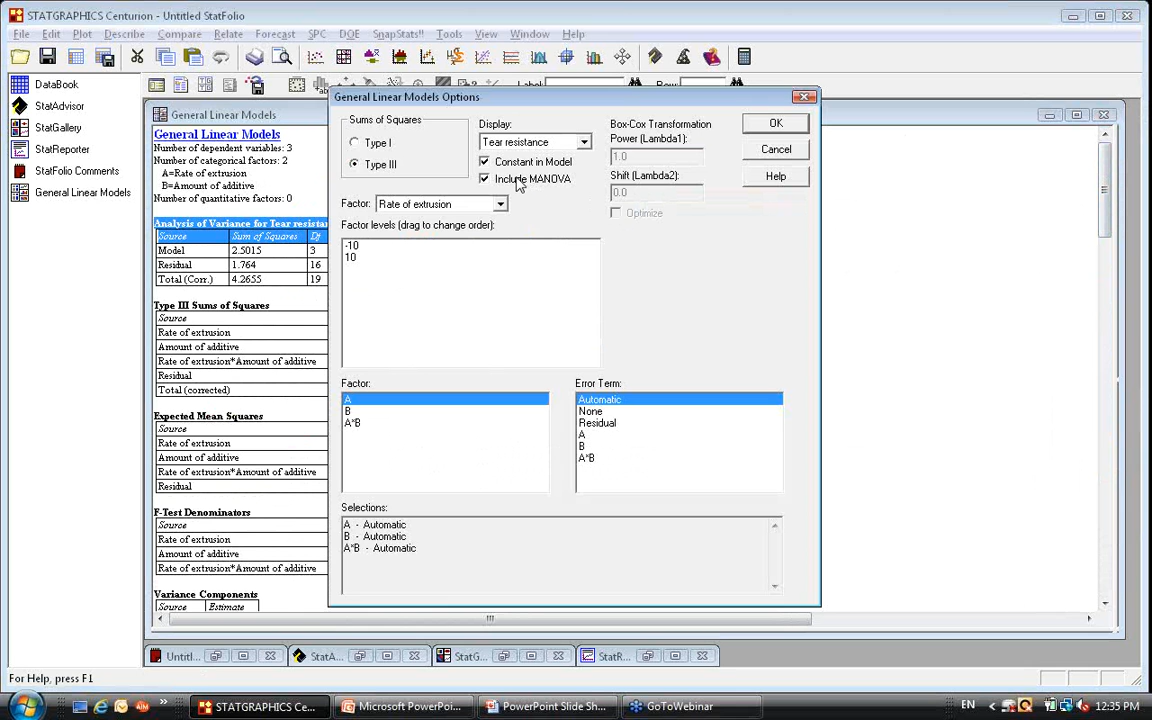 STATGRAPHICS Centurion - Untitled StatFolio
File Edit Plot Describe Compare Relate Forecast SPC DOE SnapStats!! Tools View Window Help
Label: Row:
DataBook
StatAdvisor
StatGallery
StatReporter
StatFolio Comments
General Linear Models
General Linear Models
General Linear Models
Number of dependent variables: 3
Number of categorical factors: 2
A=Rate of extrusion
B=Amount of additive
Number of quantitative factors: 0
Analysis of Variance for Tear resistan
Source Sum of Squares Df
Model 2.5015 3
Residual 1.764 16
Total (Corr.) 4.2655 19
Type III Sums of Squares
Source
Rate of extrusion
Amount of additive
Rate of extrusion*Amount of additive
Residual
Total (corrected)
Expected Mean Squares
Source
Rate of extrusion
Amount of additive
Rate of extrusion*Amount of additive
Residual
F-Test Denominators
Source
Rate of extrusion
Amount of additive
Rate of extrusion*Amount of additive
Variance Components
Source Estimate
General Linear Models Options
Sums of Squares
Type I
Type III
Display:
Tear resistance
Constant in Model
Include MANOVA
Box-Cox Transformation
Power (Lambda1):
1.0
Shift (Lambda2):
0.0
Optimize
OK
Cancel
Help
Factor: Rate of extrusion
Factor levels (drag to change order):
-10
10
Factor:
A
B
A*B
Error Term:
Automatic
None
Residual
A
B
A*B
Selections:
A - Automatic
B - Automatic
A*B - Automatic
Untitl... StatA... StatG... StatR...
For Help, press F1
STATGRAPHICS Ce... Microsoft PowerPoi... PowerPoint Slide Sh... GoToWebinar EN 12:35 PM